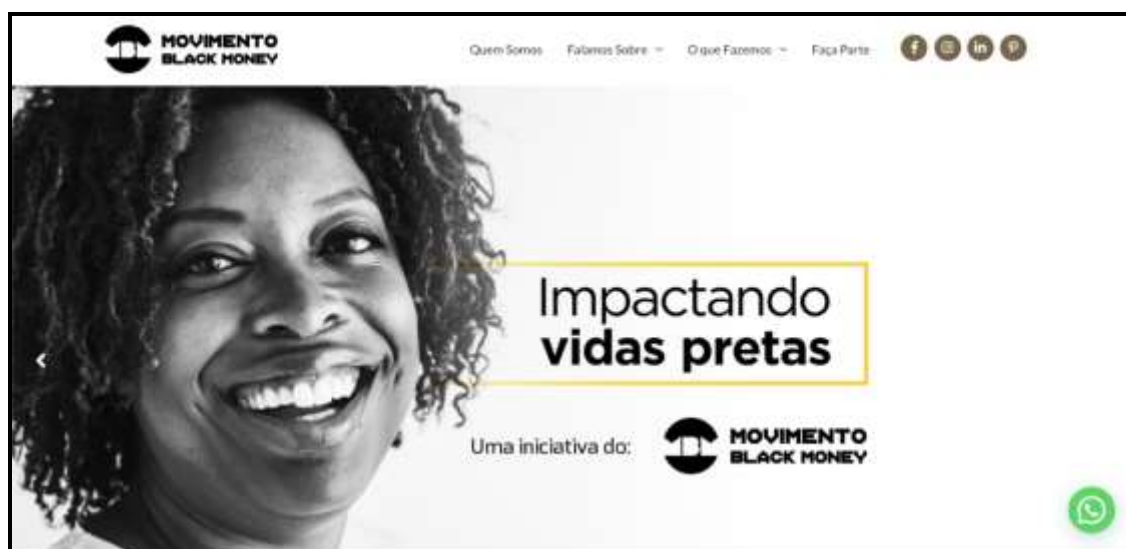 MOVIMENTO
BLACK MONEY
Quem Somos Falamos Sobre O que Fazemos Faça Parte
Impactando
vidas pretas
Uma iniciativa do:
MOVIMENTO
BLACK MONEY